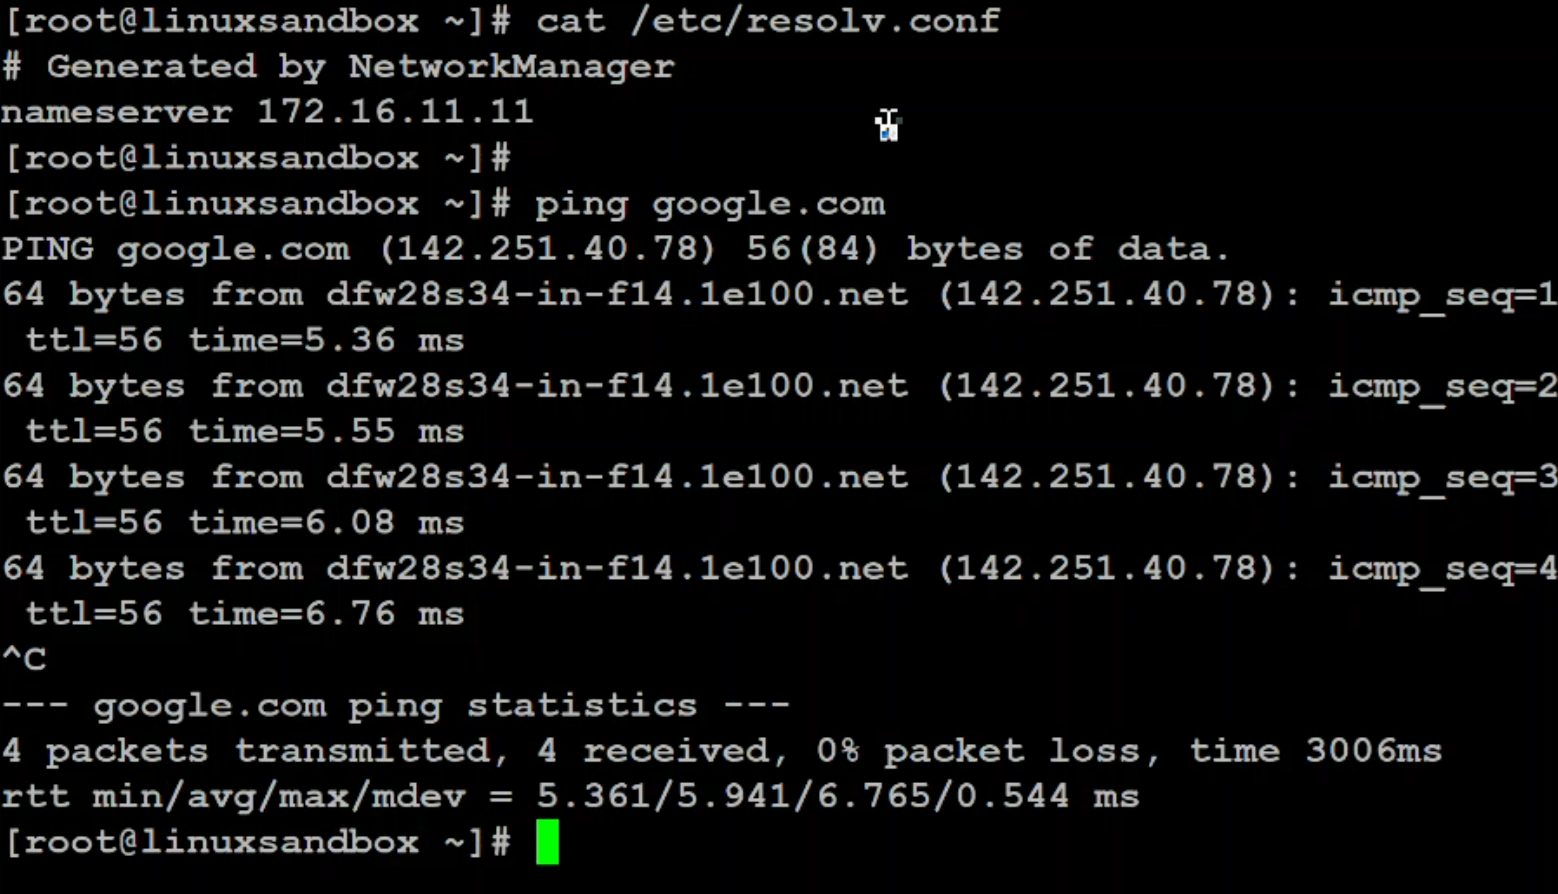 [root@linuxsandbox ~]# cat /etc/resolv.conf
# Generated by NetworkManager
nameserver 172.16.11.11
[root@linuxsandbox ~]#
[root@linuxsandbox ~]# ping google.com
PING google.com (142.251.40.78) 56(84) bytes of data.
64 bytes from dfw28s34-in-f14.1e100.net (142.251.40.78): icmp_seq=1
 ttl=56 time=5.36 ms
64 bytes from dfw28s34-in-f14.1e100.net (142.251.40.78): icmp_seq=2
 ttl=56 time=5.55 ms
64 bytes from dfw28s34-in-f14.1e100.net (142.251.40.78): icmp_seq=3
 ttl=56 time=6.08 ms
64 bytes from dfw28s34-in-f14.1e100.net (142.251.40.78): icmp_seq=4
 ttl=56 time=6.76 ms
^C
--- google.com ping statistics ---
4 packets transmitted, 4 received, 0% packet loss, time 3006ms
rtt min/avg/max/mdev = 5.361/5.941/6.765/0.544 ms
[root@linuxsandbox ~]#